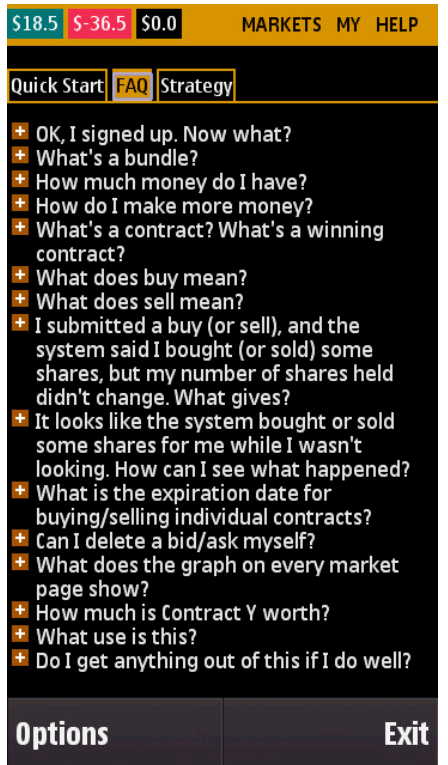 $18.5 $-36.5 $0.0 MARKETS MY HELP
Quick Start FAQ Strategy
OK, I signed up. Now what?
What's a bundle?
How much money do I have?
How do I make more money?
What's a contract? What's a winning
contract?
What does buy mean?
What does sell mean?
I submitted a buy (or sell), and the
system said I bought (or sold) some
shares, but my number of shares held
didn't change. What gives?
It looks like the system bought or sold
some shares for me while I wasn't
looking. How can I see what happened?
What is the expiration date for
buying/selling individual contracts?
Can I delete a bid/ask myself?
What does the graph on every market
page show?
How much is Contract Y worth?
What use is this?
Do I get anything out of this if I do well?
Options Exit